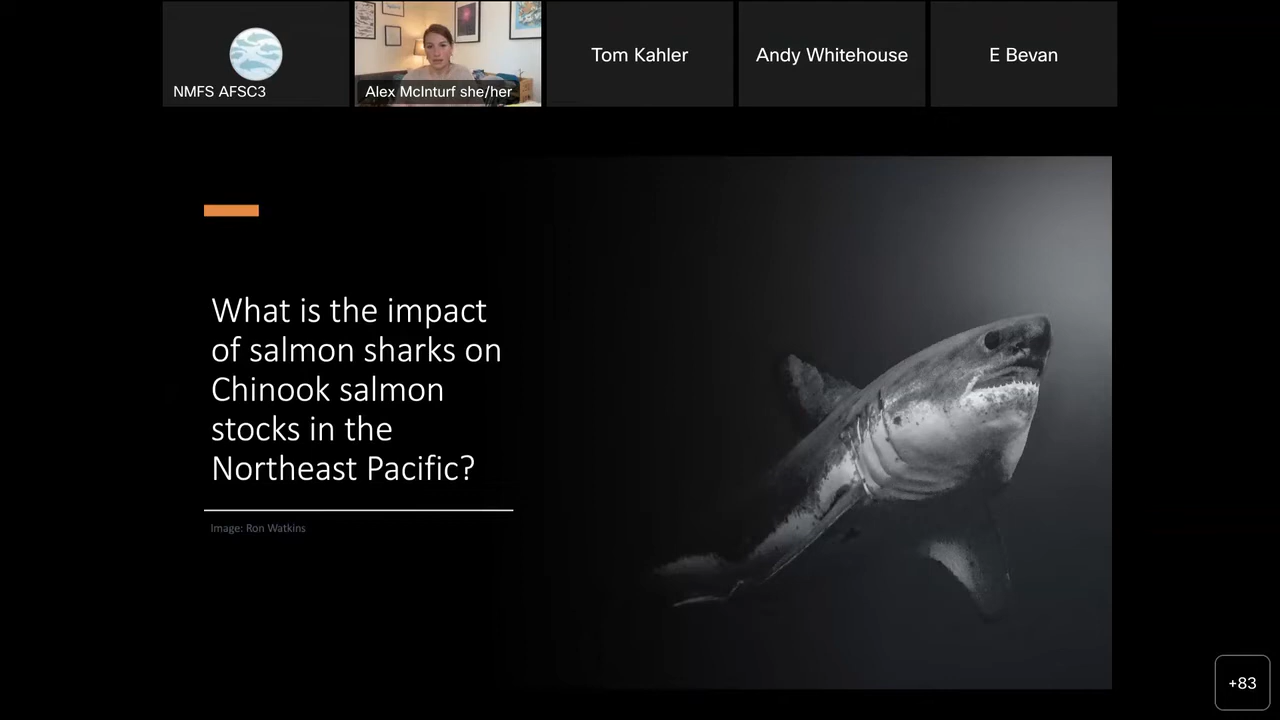 NMFS AFSC3
Alex McInturf she/her
Tom Kahler
Andy Whitehouse
E Bevan
What is the impact
of salmon sharks on
Chinook salmon
stocks in the
Northeast Pacific?
Image: Ron Watkins
+83